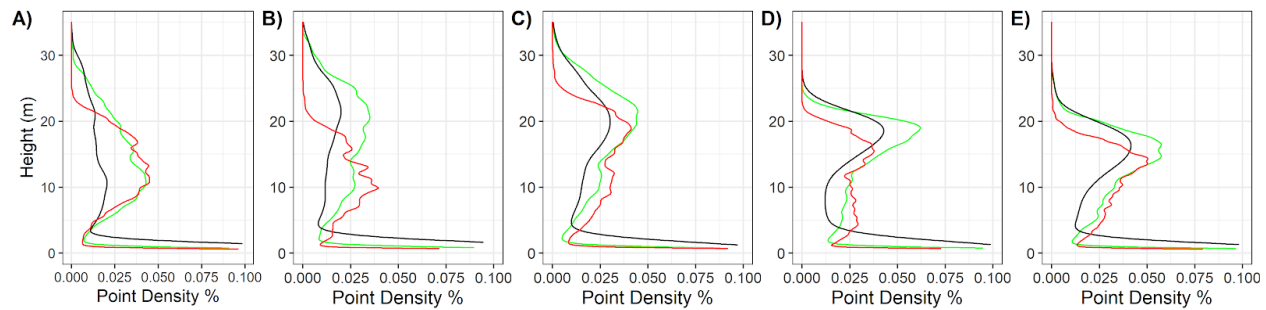 A) B) C) D) E)
Height (m)
30 30 30 30 30
20 20 20 20 20
10 10 10 10 10
0 0 0 0 0
0.000 0.025 0.050 0.075 0.100 0.000 0.025 0.050 0.075 0.100 0.000 0.025 0.050 0.075 0.100 0.000 0.025 0.050 0.075 0.100 0.000 0.025 0.050 0.075 0.100
Point Density % Point Density % Point Density % Point Density % Point Density %